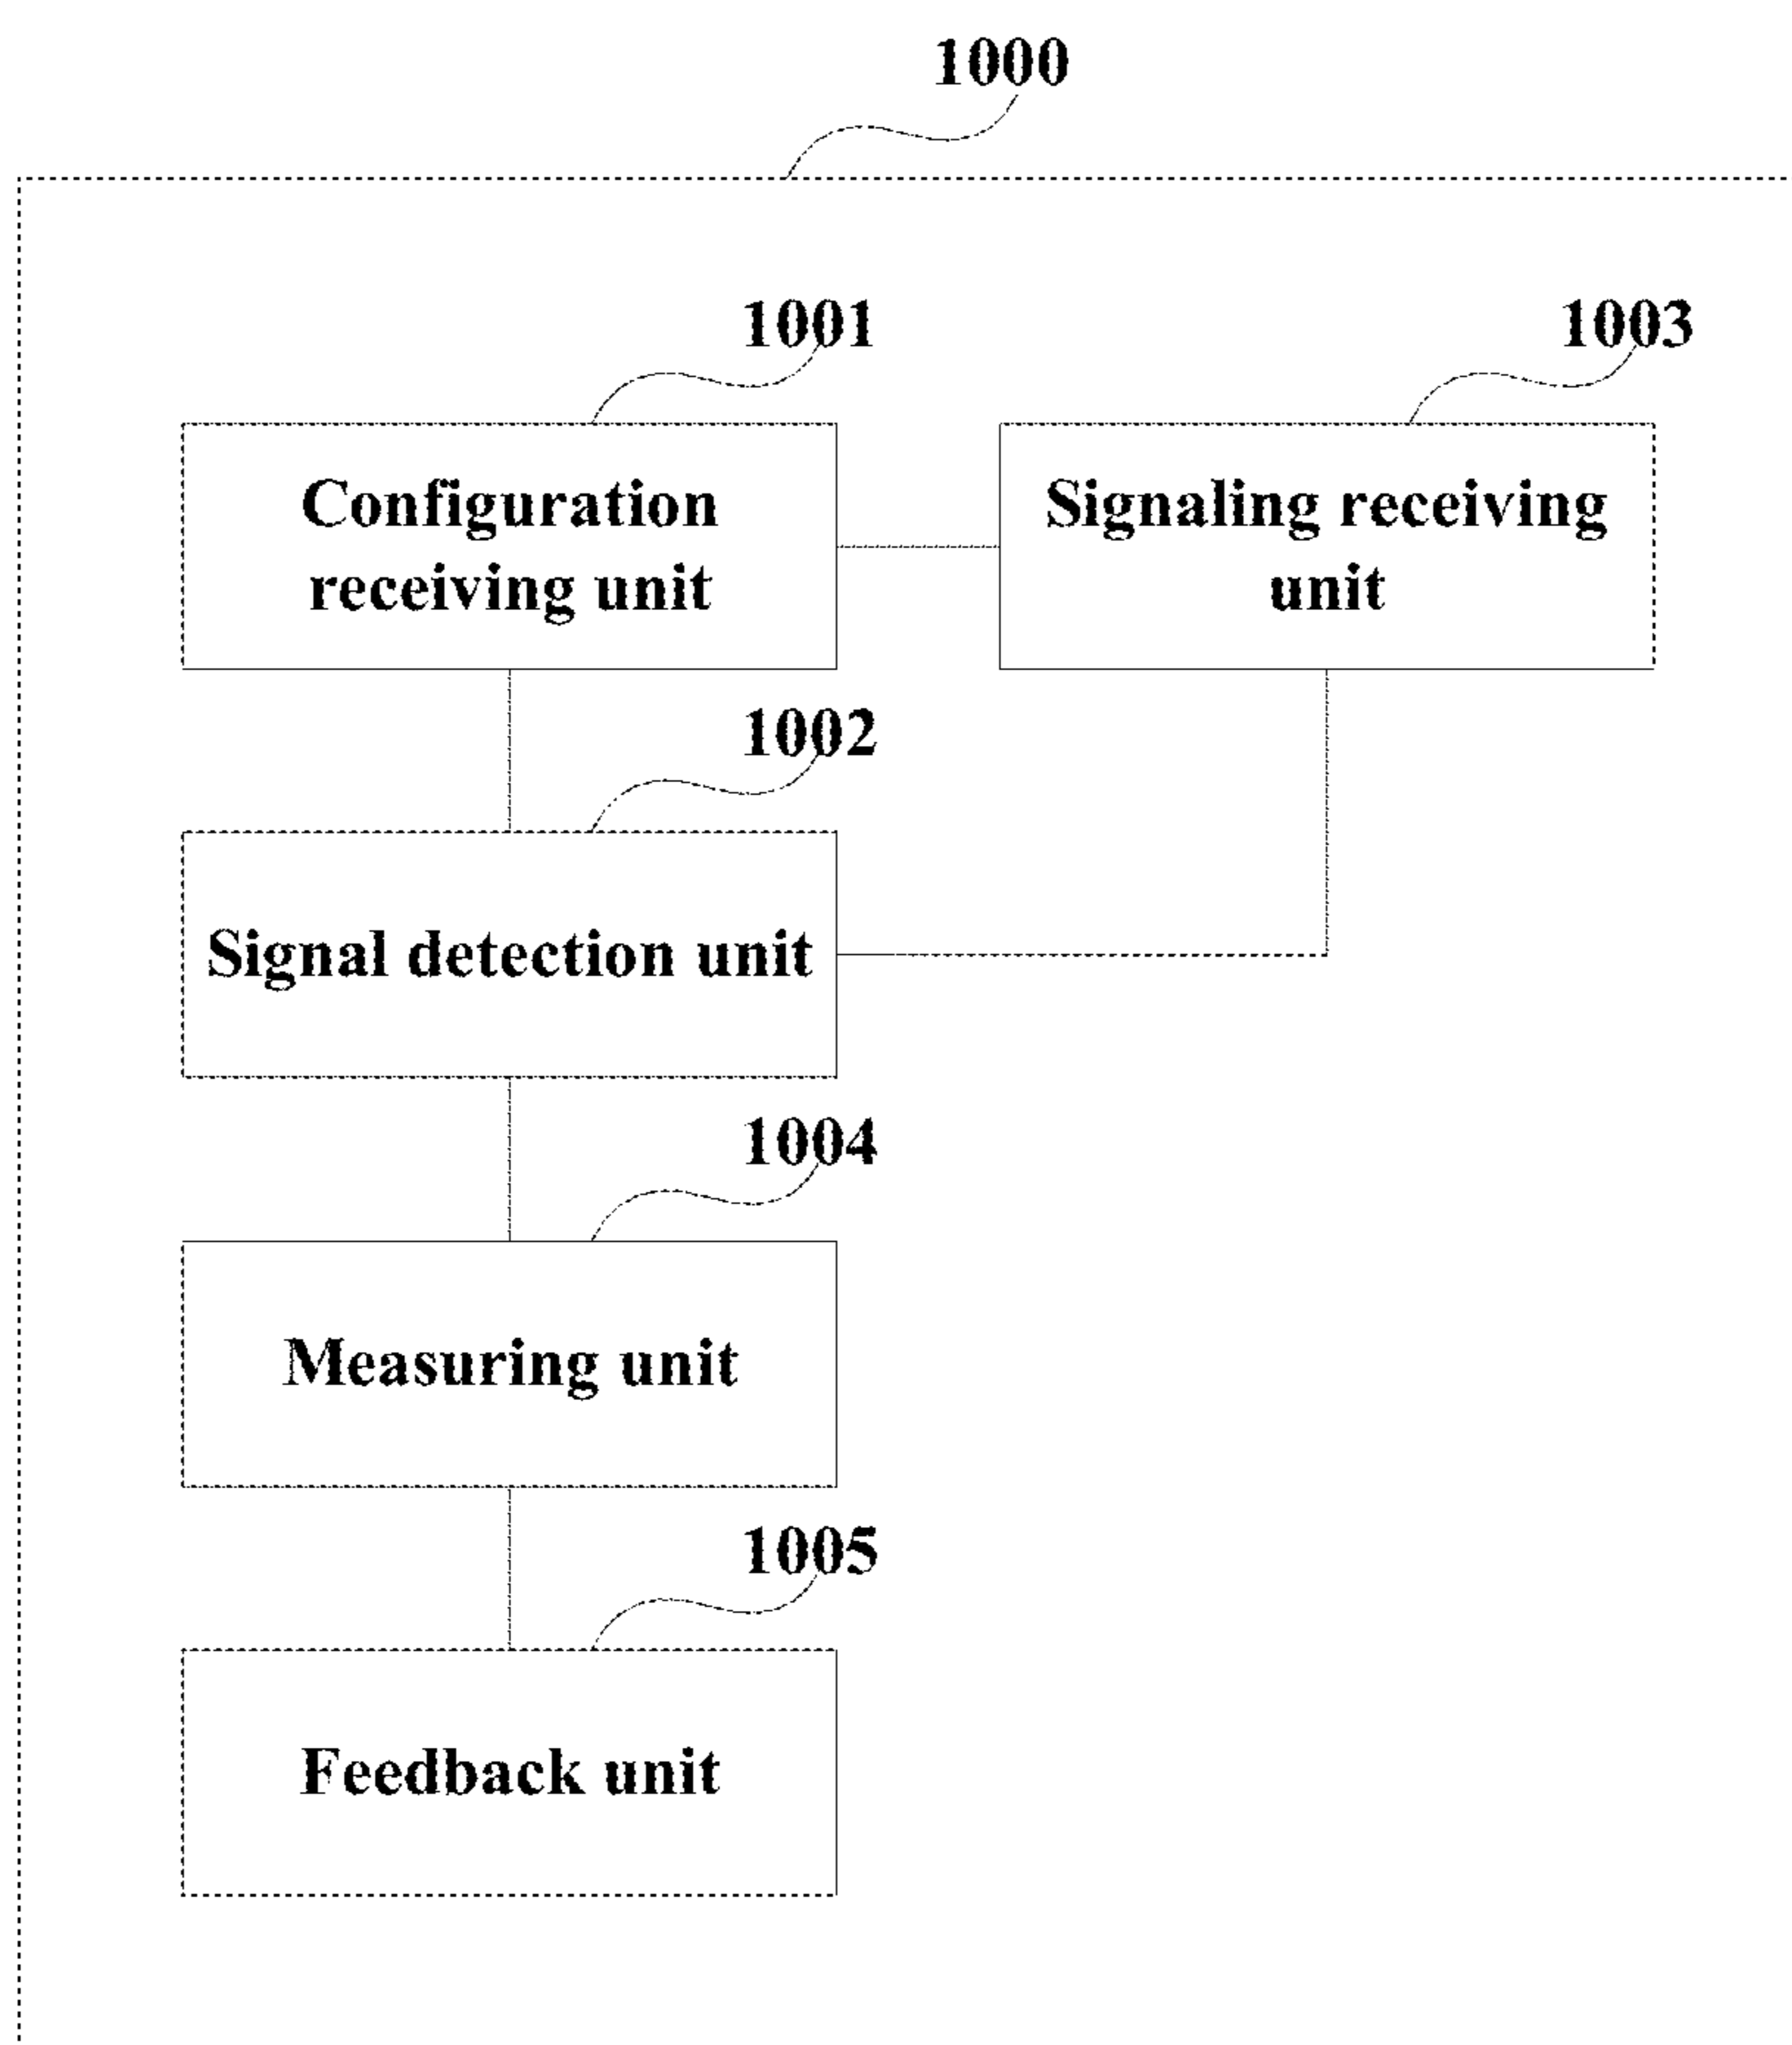 1000
1001
1003
Configuration
receiving unit
Signaling receiving
unit
1002
Signal detection unit
1004
Measuring unit
1005
Feedback unit